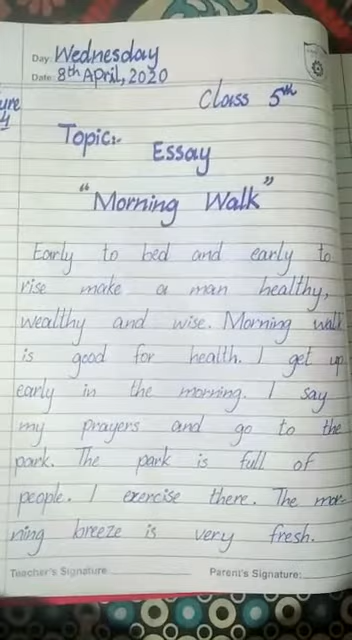 Day: Wednesday
Date: 8th April, 2020
Class 5th
Topic:-
Essay
"Morning Walk"
Early to bed and early to
rise make a man healthy,
wealthy and wise. Morning walk
is good for health. I get up
early in the morning. I say
my prayers and go to the
park. The park is full of
people. I exercise there. The mor-
ning breeze is very fresh.
Teacher's Signature
Parent's Signature: